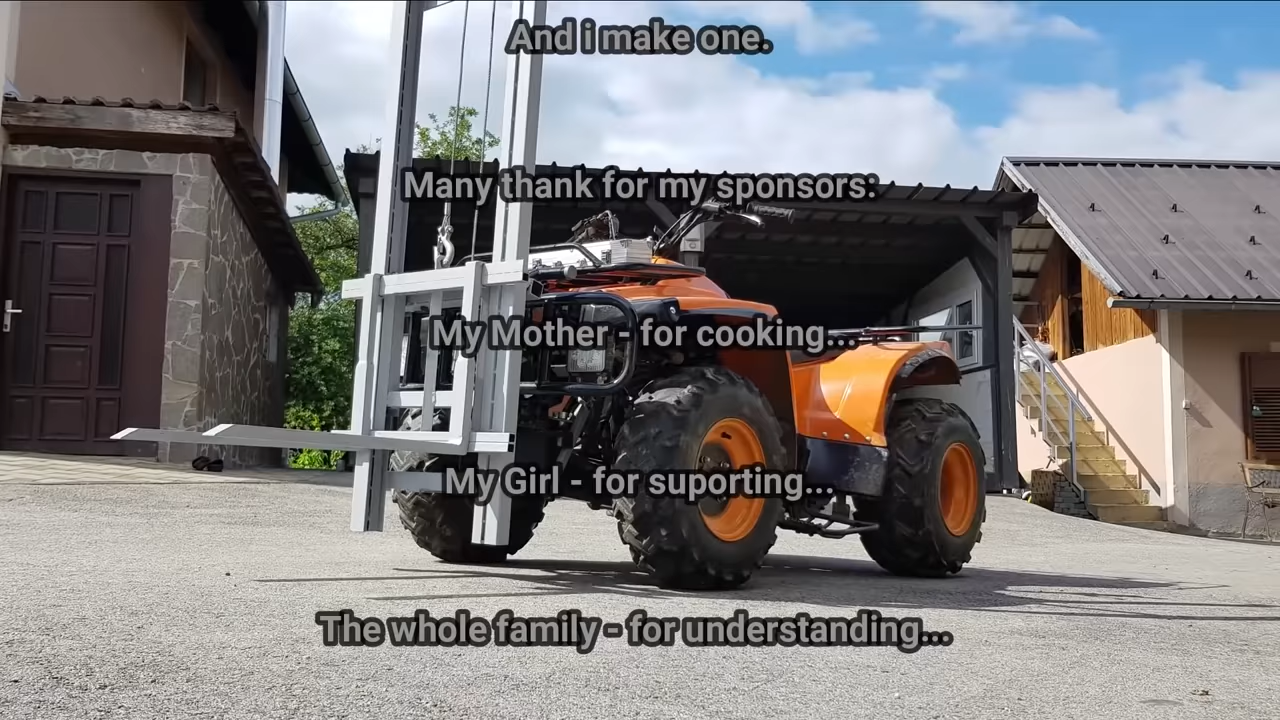 And i make one.
Many thank for my sponsors:
My Mother - for cooking...
My Girl - for suporting...
The whole family - for understanding...